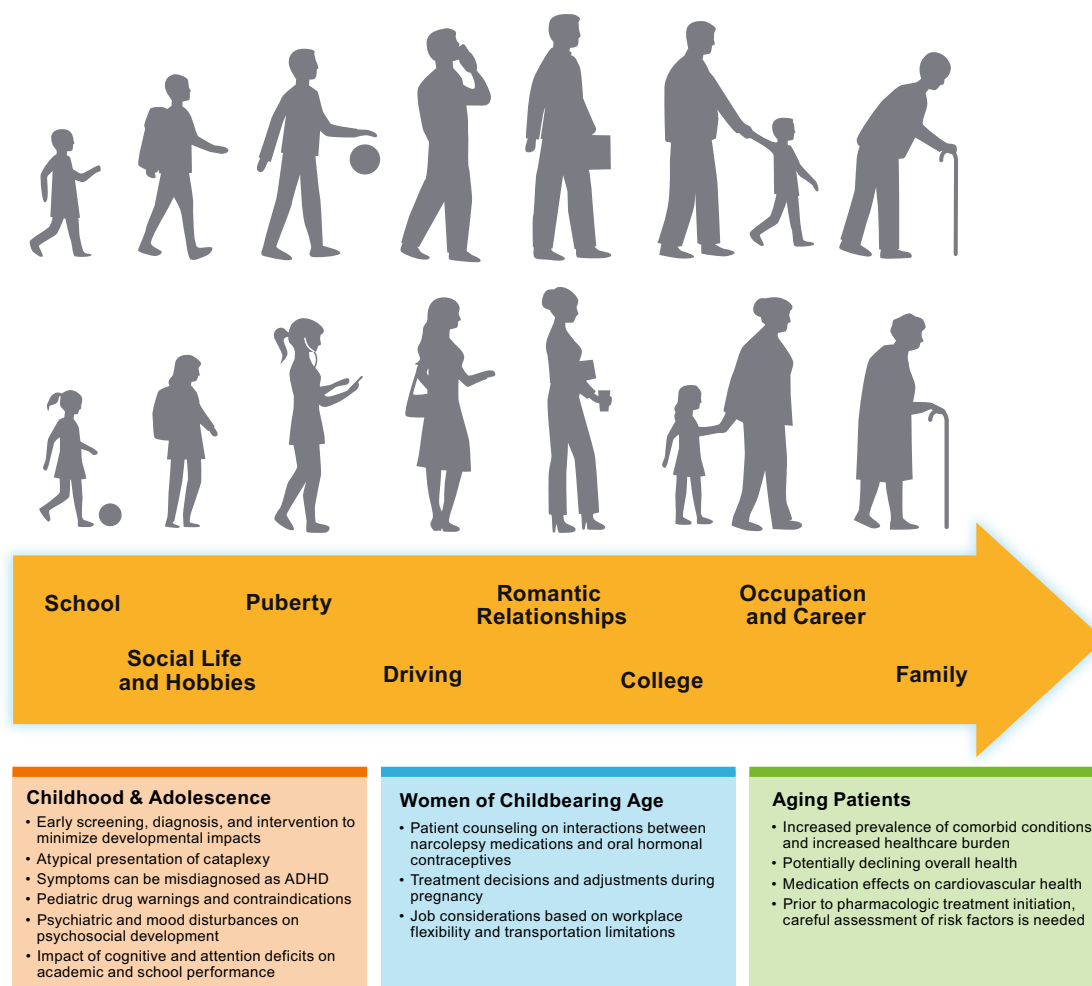 School
Puberty
Romantic
Relationships
Occupation
and Career
Social Life
and Hobbies
Driving
College
Family
Childhood & Adolescence
• Early screening, diagnosis, and intervention to
minimize developmental impacts
• Atypical presentation of cataplexy
• Symptoms can be misdiagnosed as ADHD
• Pediatric drug warnings and contraindications
• Psychiatric and mood disturbances on
psychosocial development
• Impact of cognitive and attention deficits on
academic and school performance
Women of Childbearing Age
• Patient counseling on interactions between
narcolepsy medications and oral hormonal
contraceptives
• Treatment decisions and adjustments during
pregnancy
• Job considerations based on workplace
flexibility and transportation limitations
Aging Patients
• Increased prevalence of comorbid conditions
and increased healthcare burden
• Potentially declining overall health
• Medication effects on cardiovascular health
• Prior to pharmacologic treatment initiation,
careful assessment of risk factors is needed